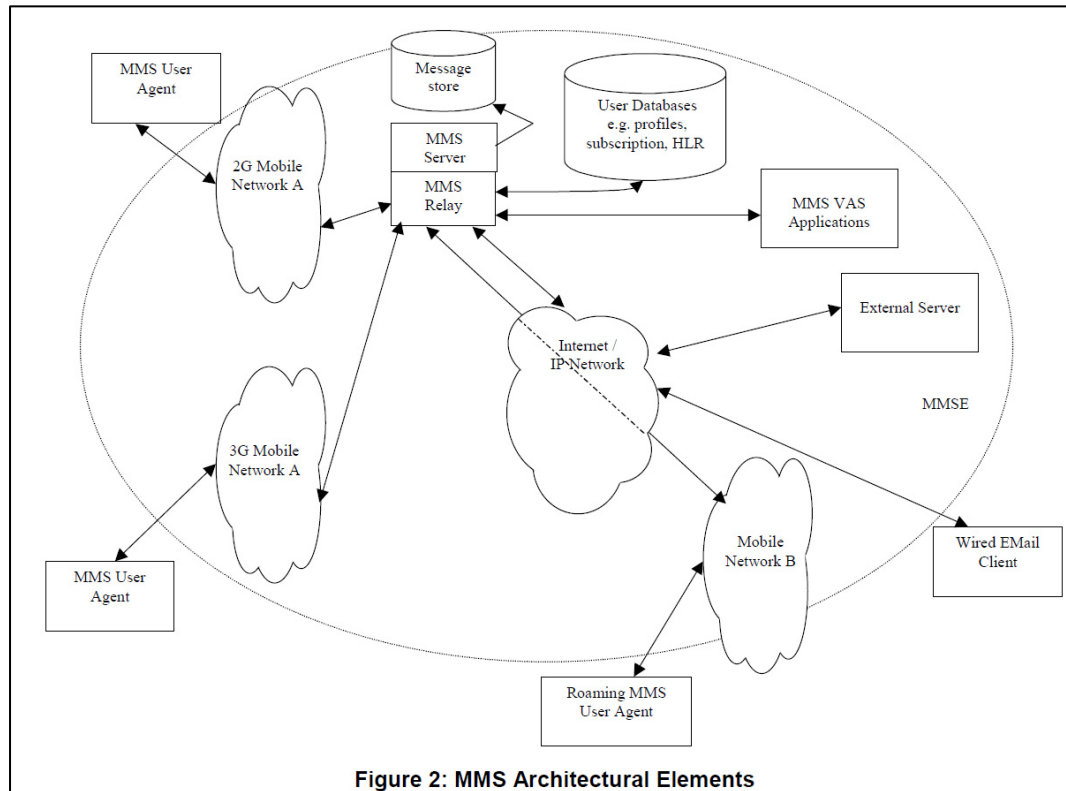 MMS User
Agent
Message
store
User Databases
e.g. profiles,
subscription, HLR
MMS
Server
2G Mobile
Network A
MMS
Relay
MMS VAS
Applications
External Server
Internet /
IP Network
MMSE
3G Mobile
Network A
Mobile
Network B
Wired EMail
Client
MMS User
Agent
Roaming MMS
User Agent
Figure 2: MMS Architectural Elements